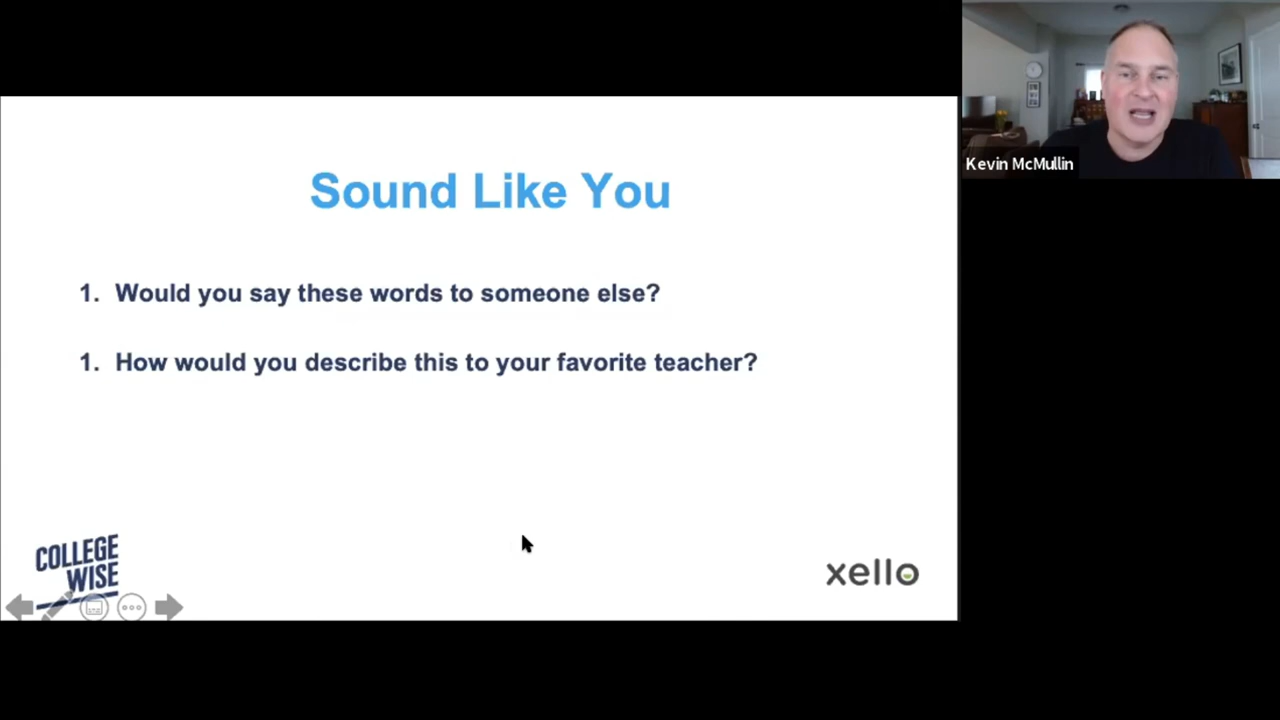 Sound Like You
1. Would you say these words to someone else?
1. How would you describe this to your favorite teacher?
COLLEGE
WISE
xello
Kevin McMullin